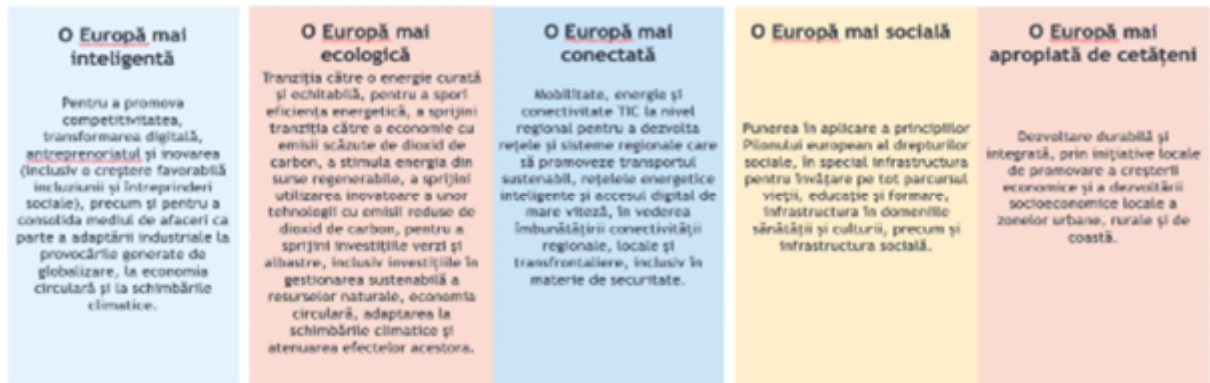 O Europă mai
inteligentă
Pentru a promova
competitivitatea,
transformarea digitală,
antreprenoriatul și inovarea
(inclusiv o creștere favorabilă
incluziunii și întreprinderi
sociale), precum și pentru a
consolida mediul de afaceri ca
parte a adaptării industriale la
provocările generate de
globalizare, la economia
circulară și la schimbările
climatice.
O Europă mai
ecologică
Tranziția către o energie curată
și echitabilă, pentru a spori
eficiența energetică, a sprijini
tranziția către o economie cu
emisii scăzute de dioxid de
carbon, a stimula energia din
surse regenerabile, a sprijini
utilizarea inovatoare a unor
tehnologii cu emisii reduse de
dioxid de carbon, pentru a
sprijini investițiile verzi și
albastre, inclusiv investițiile în
gestionarea sustenabilă a
resurselor naturale, economia
circulară, adaptarea la
schimbările climatice și
atenuarea efectelor acestora.
O Europă mai
conectată
Mobilitate, energie și
conectivitate TIC la nivel
regional pentru a dezvolta
rețele și sisteme regionale care
să promoveze transportul
sustenabil, rețelele energetice
inteligente și accesul digital de
mare viteză, în vederea
îmbunătățirii conectivității
regionale, locale și
transfrontaliere, inclusiv în
materie de securitate.
O Europă mai socială
Punerea în aplicare a principiilor
Pilonului european al drepturilor
sociale, în special infrastructura
pentru învățare pe tot parcursul
vieții, educație și formare,
infrastructura în domeniile
sănătății și culturii, precum și
infrastructura socială.
O Europă mai
apropiată de cetățeni
Dezvoltare durabilă și
integrată, prin inițiative locale
de promovare a creșterii
economice și a dezvoltării
socioeconomice locale a
zonelor urbane, rurale și de
coastă.